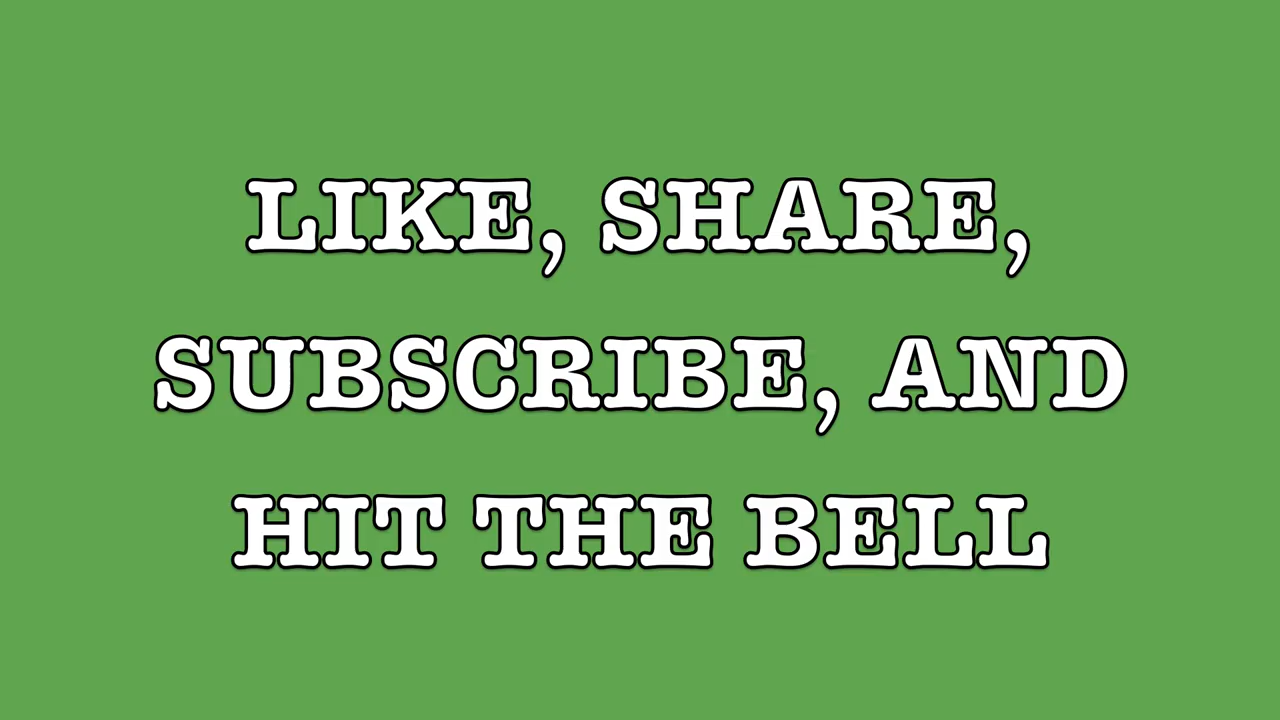 LIKE, SHARE,
SUBSCRIBE, AND
HIT THE BELL